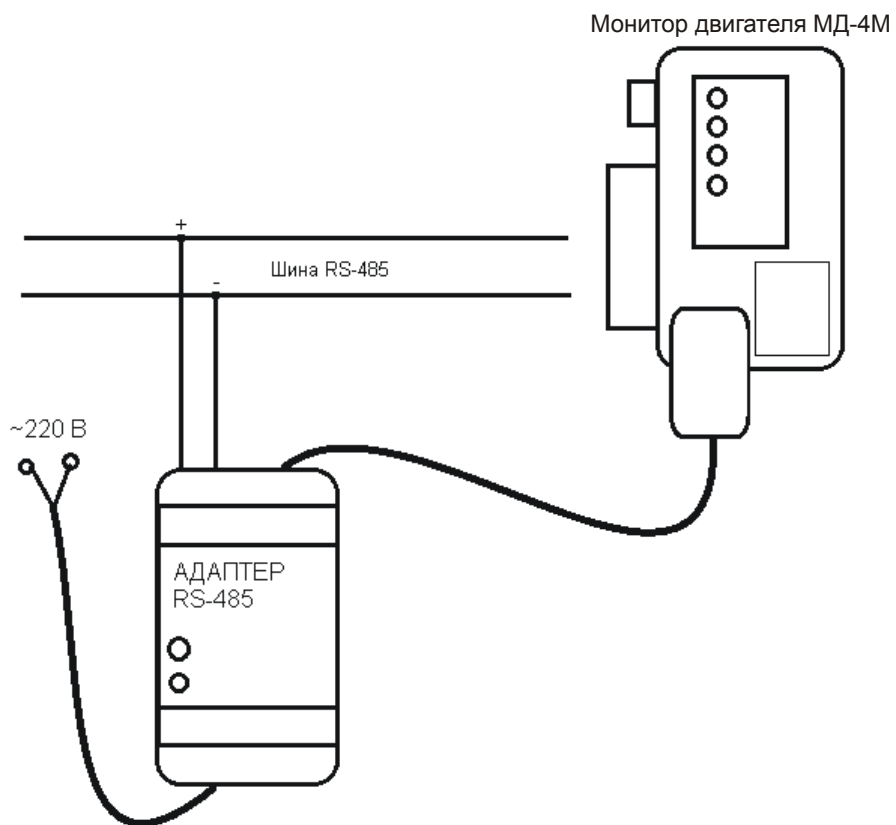 Монитор двигателя МД-4М
+
Шина RS-485
-
~220 В
АДАПТЕР
RS-485